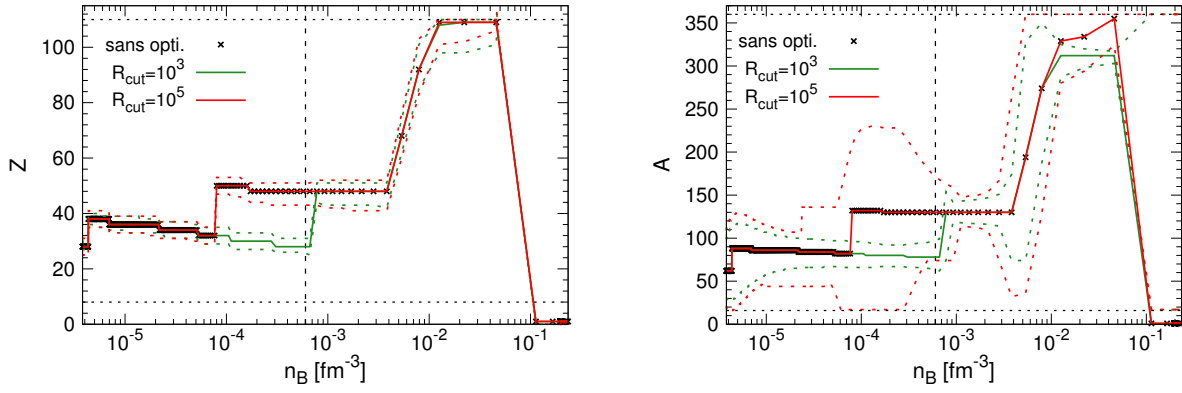 Z
100
80
60
40
20
0
sans opti.
R_cut=10^3
R_cut=10^5
10^-5
10^-4
10^-3
10^-2
10^-1
n_B [fm^-3]
A
350
300
250
200
150
100
50
0
sans opti.
R_cut=10^3
R_cut=10^5
10^-5
10^-4
10^-3
10^-2
10^-1
n_B [fm^-3]